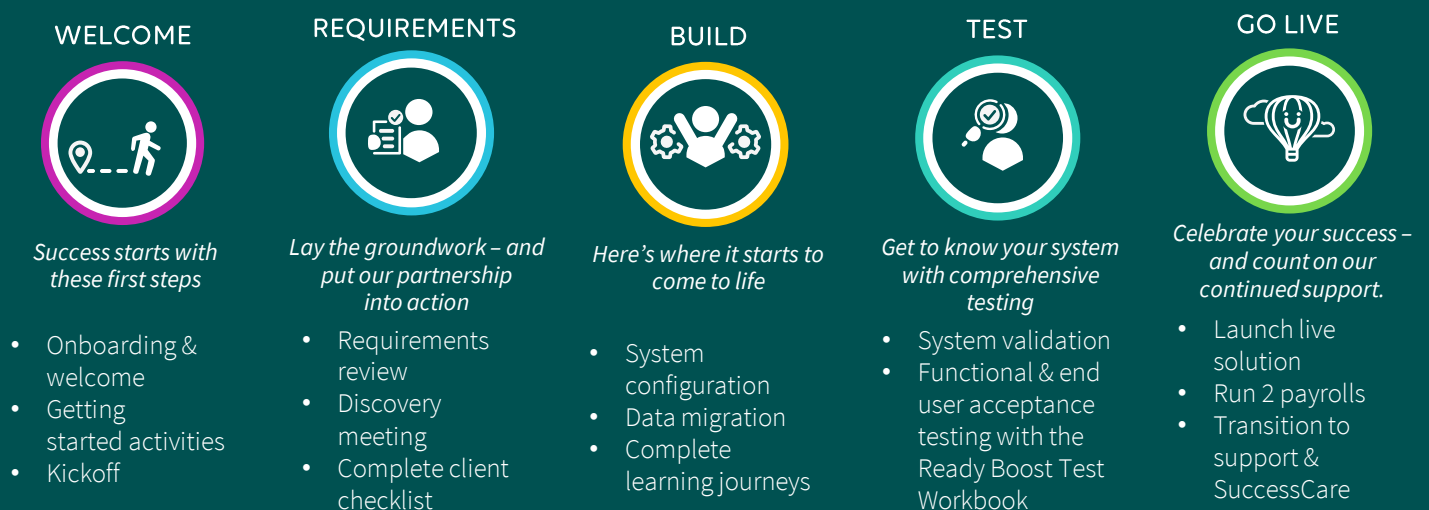 WELCOME
Success starts with
these first steps
• Onboarding &
welcome
• Getting
started activities
• Kickoff
REQUIREMENTS
Lay the groundwork – and
put our partnership
into action
• Requirements
review
• Discovery
meeting
• Complete client
checklist
BUILD
Here's where it starts to
come to life
• System
configuration
• Data migration
• Complete
learning journeys
TEST
Get to know your system
with comprehensive
testing
• System validation
• Functional & end
user acceptance
testing with the
Ready Boost Test
Workbook
GO LIVE
Celebrate your success –
and count on our
continued support.
• Launch live
solution
• Run 2 payrolls
• Transition to
support &
SuccessCare